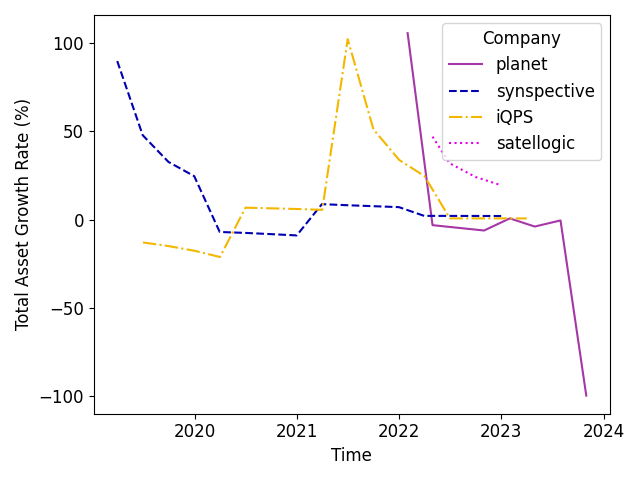 Company
planet
synspective
iQPS
satellogic
Total Asset Growth Rate (%)
100
50
0
−50
−100
2020
2021
2022
2023
2024
Time